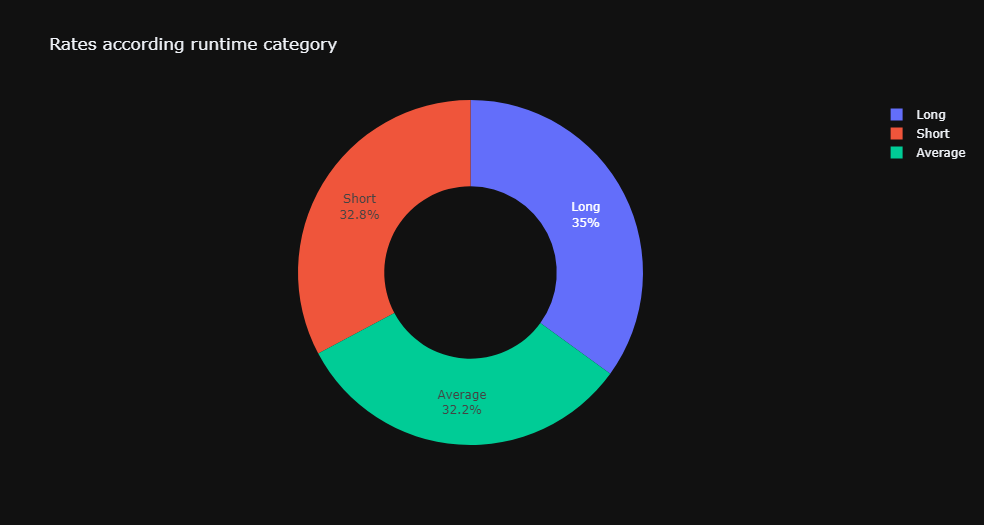 Rates according runtime category
Long
Short
Average
Short
32.8%
Long
35%
Average
32.2%